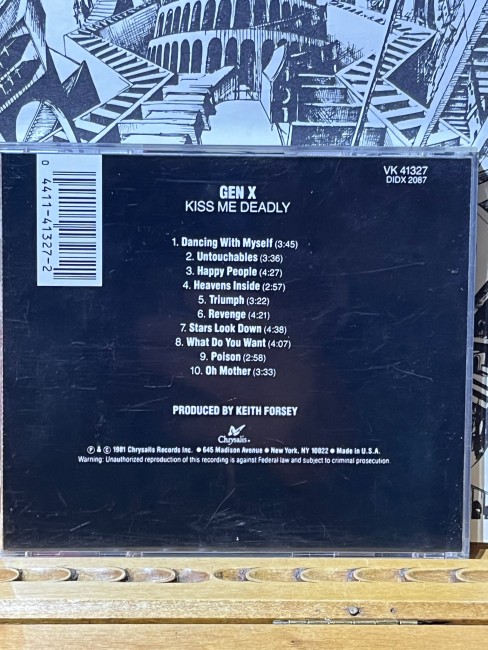 0 4411-41327-2
VK 41327
DIDX 2087
GEN X
KISS ME DEADLY
1. Dancing With Myself (3:45)
2. Untouchables (3:36)
3. Happy People (4:27)
4. Heavens Inside (2:57)
5. Triumph (3:22)
6. Revenge (4:21)
7. Stars Look Down (4:38)
8. What Do You Want (4:07)
9. Poison (2:58)
10. Oh Mother (3:33)
PRODUCED BY KEITH FORSEY
Chrysalis®
℗ & © 1981 Chrysalis Records Inc. ● 645 Madison Avenue ● New York, NY 10022 ● Made in U.S.A.
Warning: Unauthorized reproduction of this recording is against Federal law and subject to criminal prosecution.